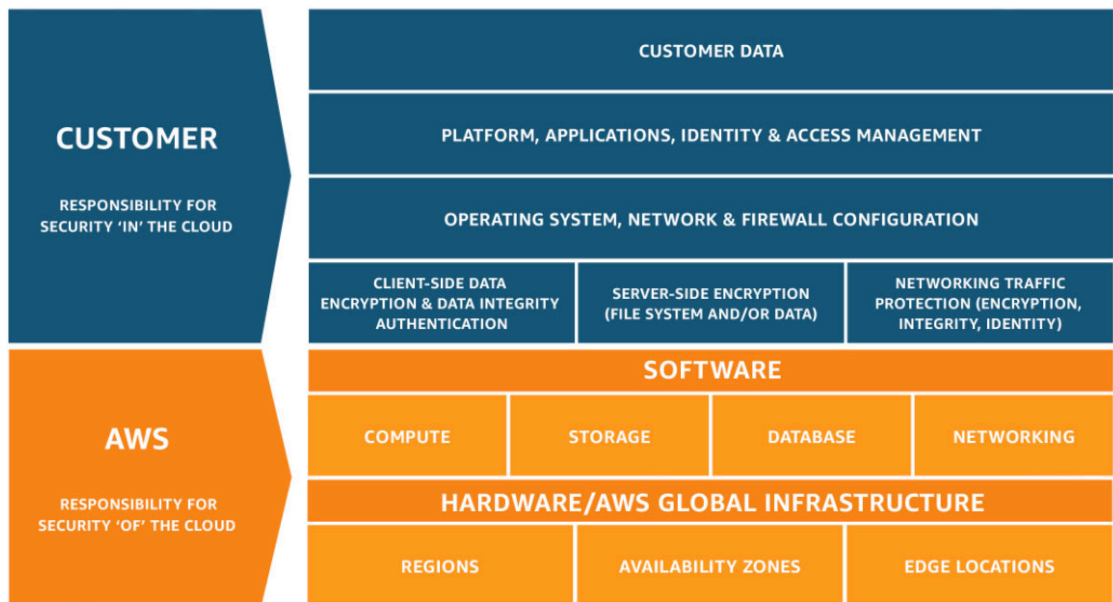 CUSTOMER
RESPONSIBILITY FOR
SECURITY ‘IN’ THE CLOUD
CUSTOMER DATA
PLATFORM, APPLICATIONS, IDENTITY & ACCESS MANAGEMENT
OPERATING SYSTEM, NETWORK & FIREWALL CONFIGURATION
CLIENT-SIDE DATA
ENCRYPTION & DATA INTEGRITY
AUTHENTICATION
SERVER-SIDE ENCRYPTION
(FILE SYSTEM AND/OR DATA)
NETWORKING TRAFFIC
PROTECTION (ENCRYPTION,
INTEGRITY, IDENTITY)
AWS
RESPONSIBILITY FOR
SECURITY ‘OF’ THE CLOUD
SOFTWARE
COMPUTE
STORAGE
DATABASE
NETWORKING
HARDWARE/AWS GLOBAL INFRASTRUCTURE
REGIONS
AVAILABILITY ZONES
EDGE LOCATIONS